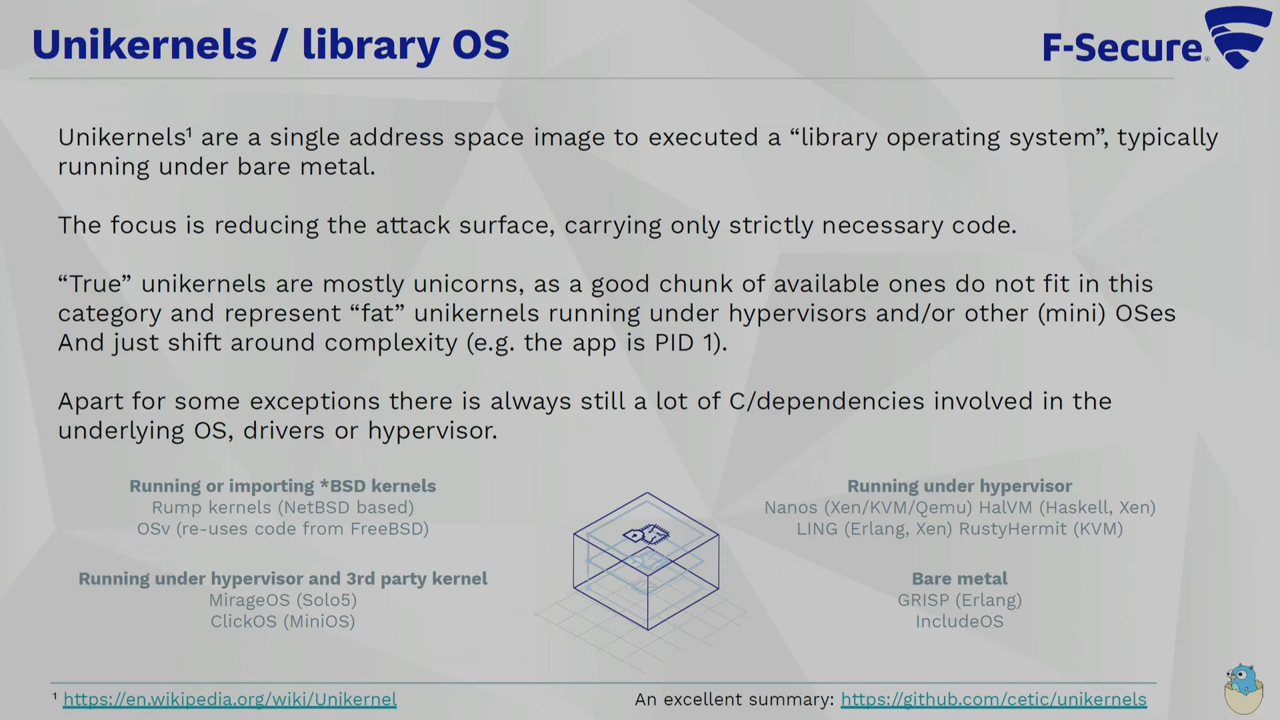 Unikernels / library OS
F-Secure®
Unikernels¹ are a single address space image to executed a “library operating system”, typically
running under bare metal.
The focus is reducing the attack surface, carrying only strictly necessary code.
“True” unikernels are mostly unicorns, as a good chunk of available ones do not fit in this
category and represent “fat” unikernels running under hypervisors and/or other (mini) OSes
And just shift around complexity (e.g. the app is PID 1).
Apart for some exceptions there is always still a lot of C/dependencies involved in the
underlying OS, drivers or hypervisor.
Running or importing *BSD kernels
Rump kernels (NetBSD based)
OSv (re-uses code from FreeBSD)
Running under hypervisor and 3rd party kernel
MirageOS (Solo5)
ClickOS (MiniOS)
Running under hypervisor
Nanos (Xen/KVM/Qemu) HalVM (Haskell, Xen)
LING (Erlang, Xen) RustyHermit (KVM)
Bare metal
GRISP (Erlang)
IncludeOS
¹ https://en.wikipedia.org/wiki/Unikernel
An excellent summary: https://github.com/cetic/unikernels